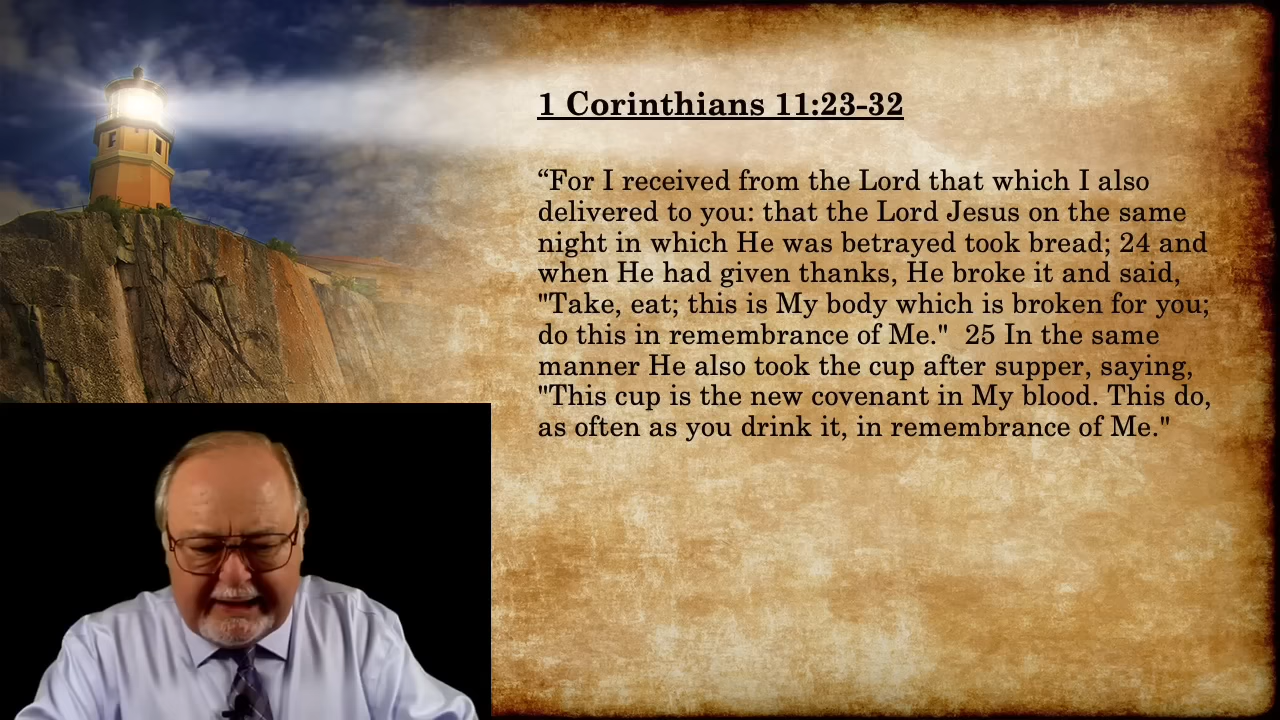 1 Corinthians 11:23-32
“For I received from the Lord that which I also
delivered to you: that the Lord Jesus on the same
night in which He was betrayed took bread; 24 and
when He had given thanks, He broke it and said,
"Take, eat; this is My body which is broken for you;
do this in remembrance of Me."  25 In the same
manner He also took the cup after supper, saying,
"This cup is the new covenant in My blood. This do,
as often as you drink it, in remembrance of Me."